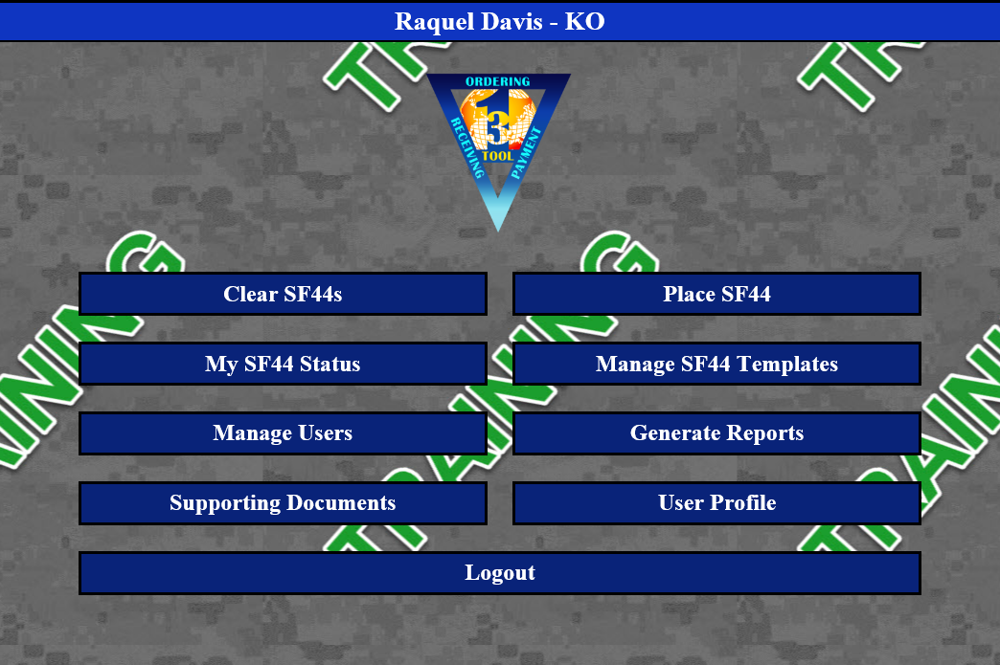 Raquel Davis - KO
ORDERING
RECEIVING
3
TOOL
PAYMENT
Clear SF44s
Place SF44
My SF44 Status
Manage SF44 Templates
Manage Users
Generate Reports
Supporting Documents
User Profile
Logout
TRAINING